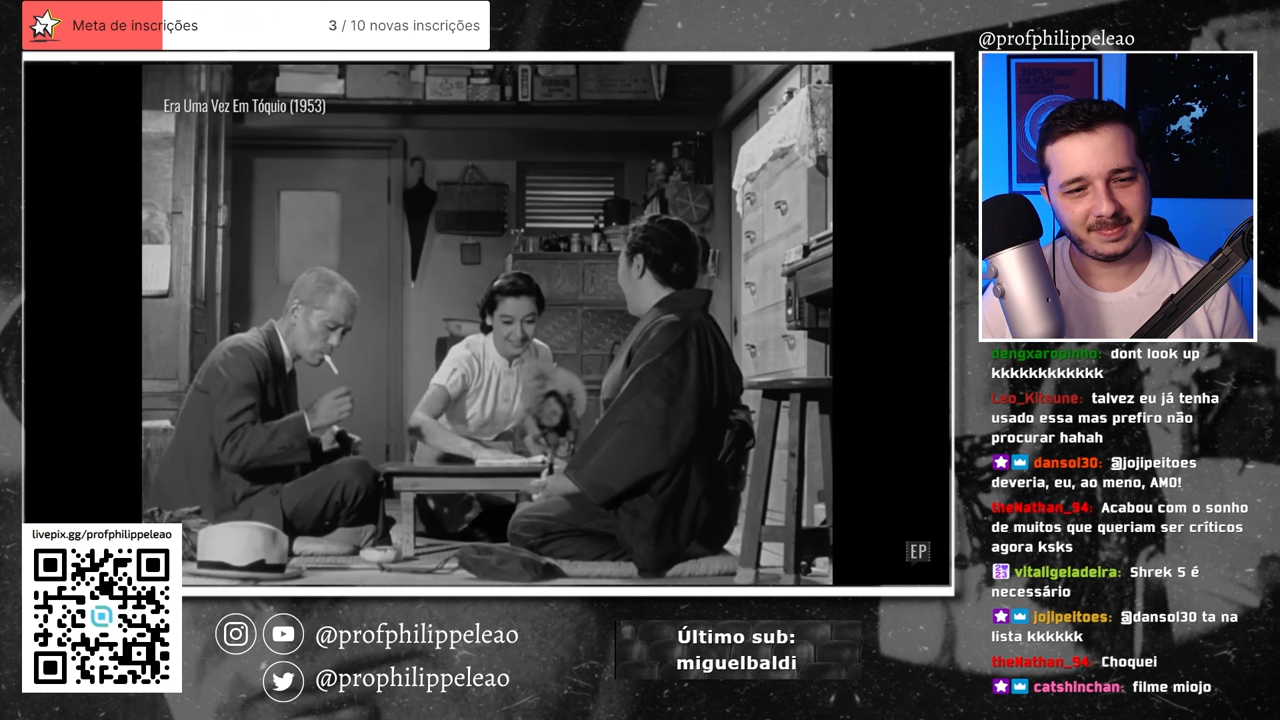 Meta de inscrições
3 / 10 novas inscrições
@profphilippeleao
Era Uma Vez Em Tóquio (1953)
EP
dengxaropinho: dont look up
kkkkkkkkkkkk
Leo_Kitsune: talvez eu já tenha
usado essa mas prefiro não
procurar hahah
dansol30: @jojipeitoes
deveria, eu, ao meno, AMO!
theNathan_94: Acabou com o sonho
de muitos que queriam ser críticos
agora ksks
vitaligeladeira: Shrek 5 é
necessário
jojipeitoes: @dansol30 ta na
lista kkkkkk
theNathan_94: Choquei
catshinchan: filme miojo
livepix.gg/profphilippeleao
@profphilippeleao
@prophilippeleao
Último sub:
miguelbaldi